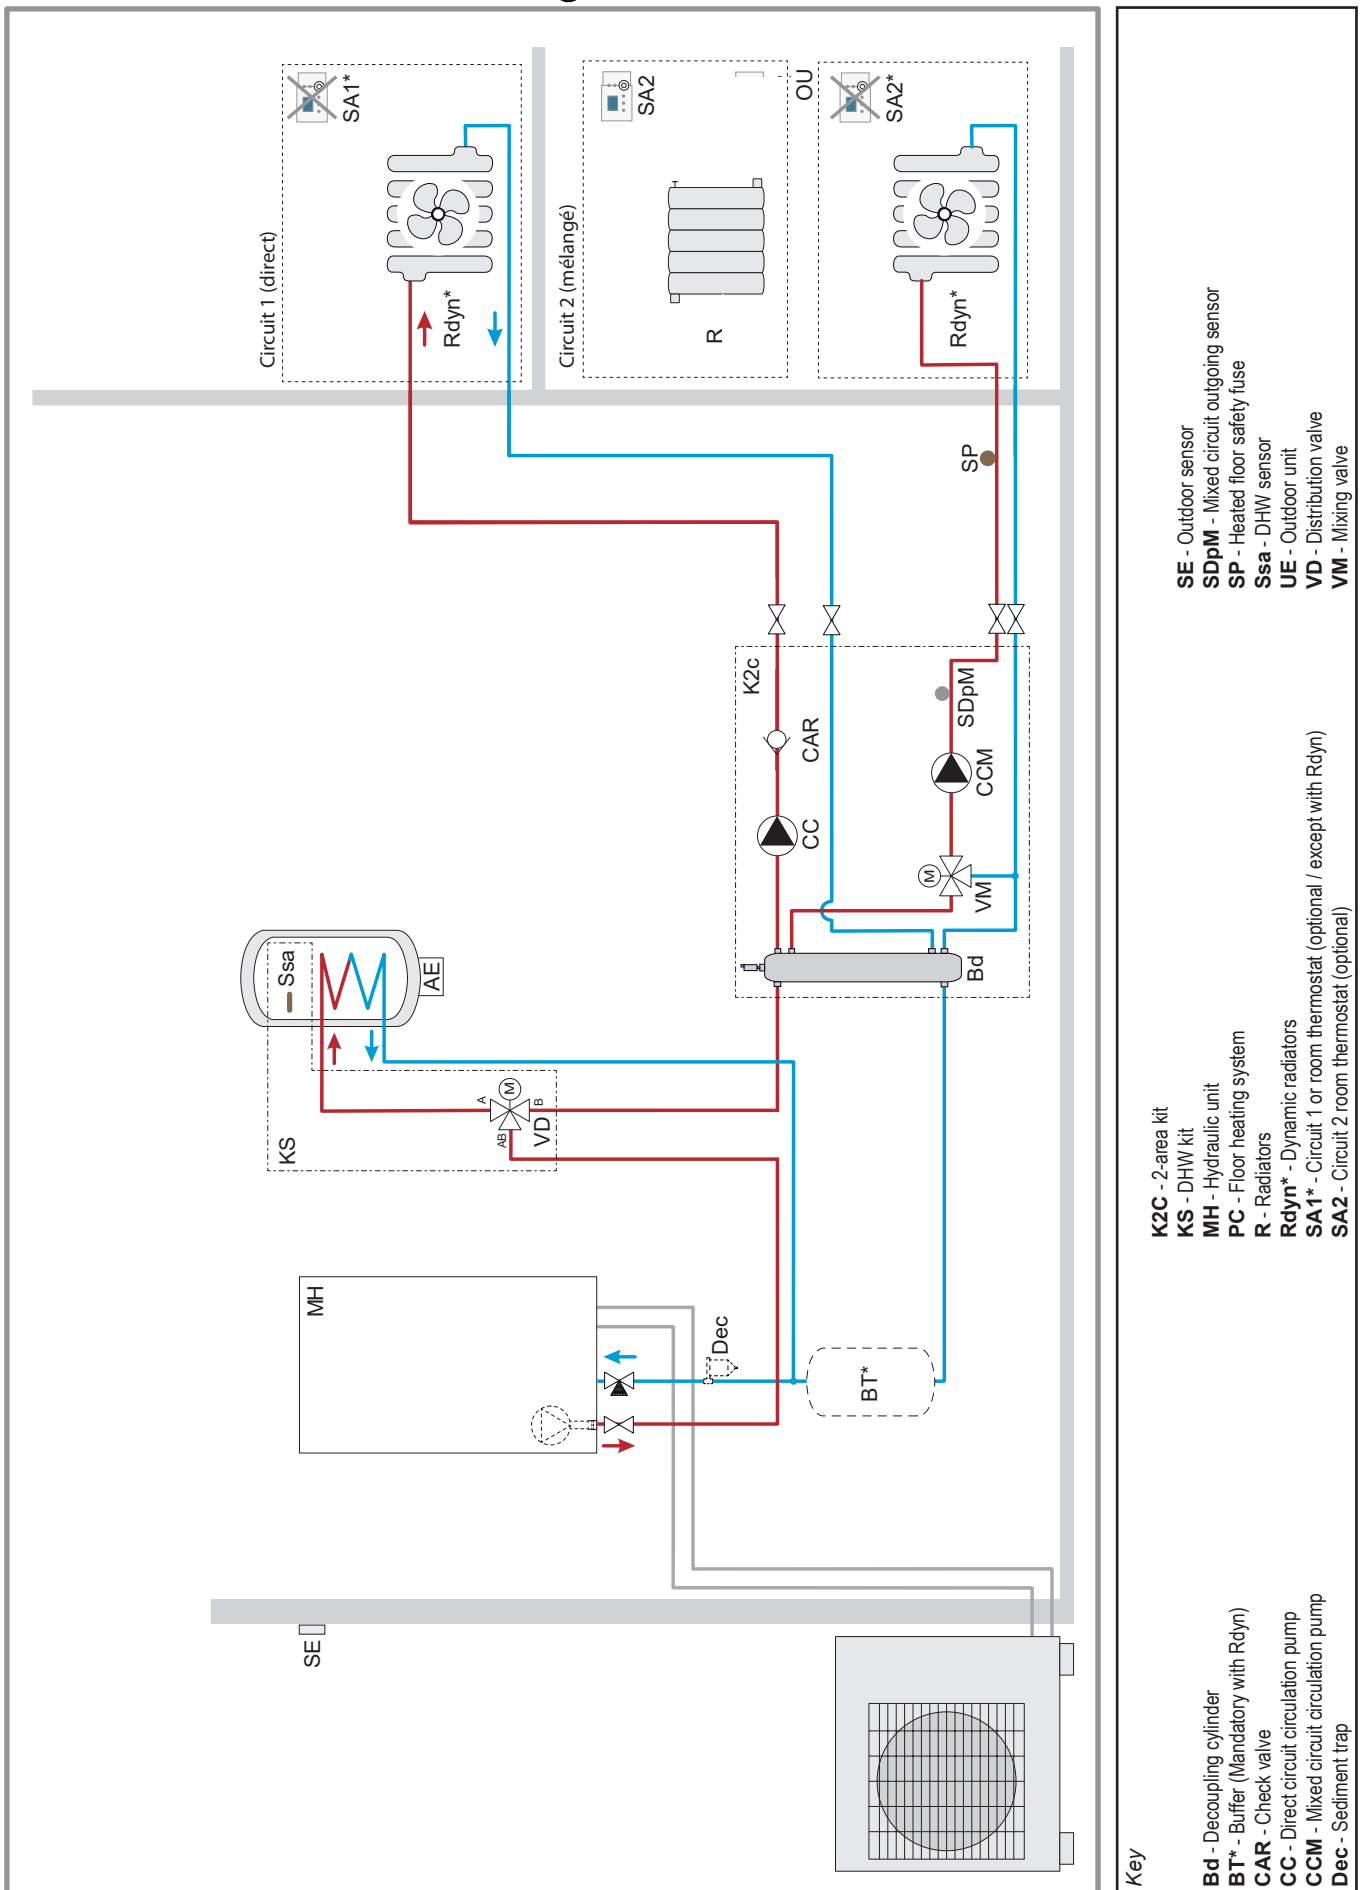 Circuit 1 (direct)
SA1*
Rdyn*
Circuit 2 (mélangé)
SA2
R
OU
SA2*
Rdyn*
SP
K2c
CAR
CC
SDpM
CCM
M
VM
Bd
Ssa
AE
KS
A
M
B
AB
VD
MH
Dec
BT*
SE
Key
Bd - Decoupling cylinder
BT* - Buffer (Mandatory with Rdyn)
CAR - Check valve
CC - Direct circuit circulation pump
CCM - Mixed circuit circulation pump
Dec - Sediment trap
K2C - 2-area kit
KS - DHW kit
MH - Hydraulic unit
PC - Floor heating system
R - Radiators
Rdyn* - Dynamic radiators
SA1* - Circuit 1 or room thermostat (optional / except with Rdyn)
SA2 - Circuit 2 room thermostat (optional)
SE - Outdoor sensor
SDpM - Mixed circuit outgoing sensor
SP - Heated floor safety fuse
Ssa - DHW sensor
UE - Outdoor unit
VD - Distribution valve
VM - Mixing valve